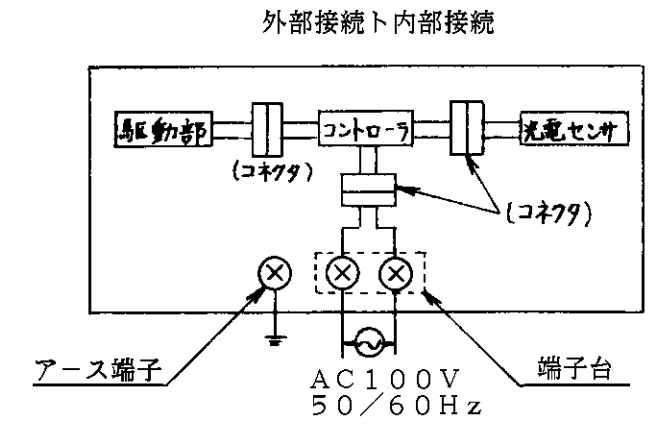 外部接続ト内部接続
駆動部
コントローラ
光電センサ
(コネクタ)
(コネクタ)
アース端子
端子台
AC100V
50/60Hz